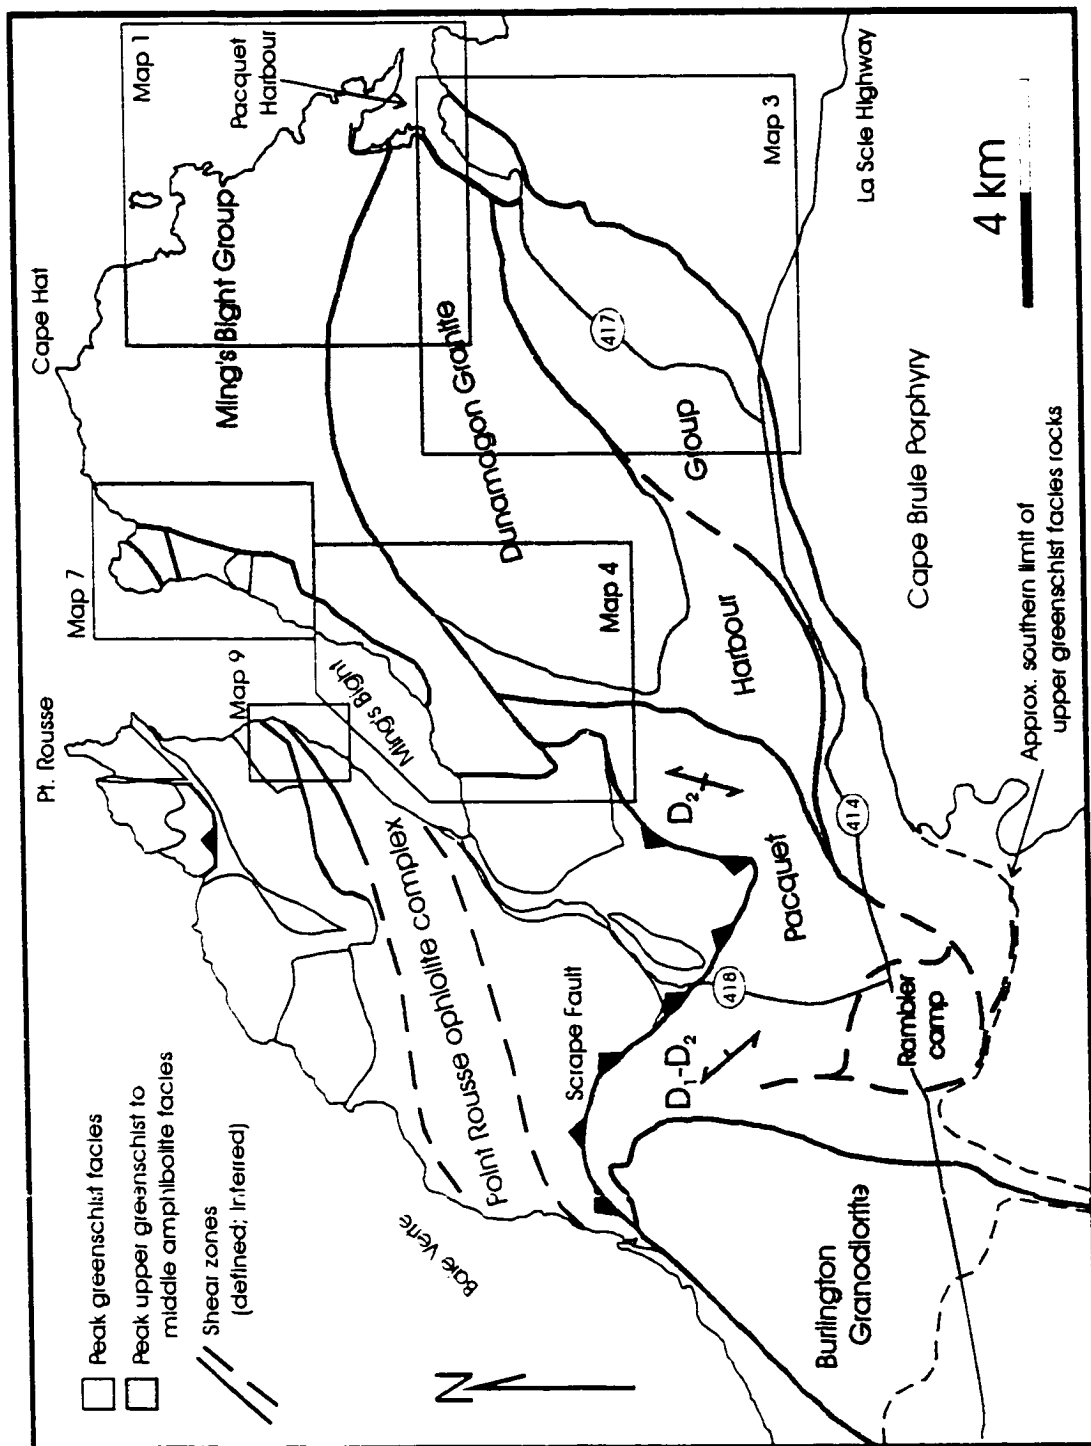 Peak greenschist facies
Peak upper greenschist to
middle amphibolite facies
Shear zones
(defined; inferred)
N
Pt. Rousse
Cape Hat
Map 7
Map 9
Map 1
Pacquet
Harbour
Ming's Bight Group
Ming's Bight
Baie Verte
Point Rousse ophiolite complex
Dunamagon Granite
Map 4
Map 3
417
Scrape Fault
D2
D1-D2
418
Pacquet
Harbour
Group
414
La Scie Highway
Burlington
Granodiorite
Rambler
camp
Cape Brule Porphyry
Approx. southern limit of
upper greenschist facies rocks
4 km